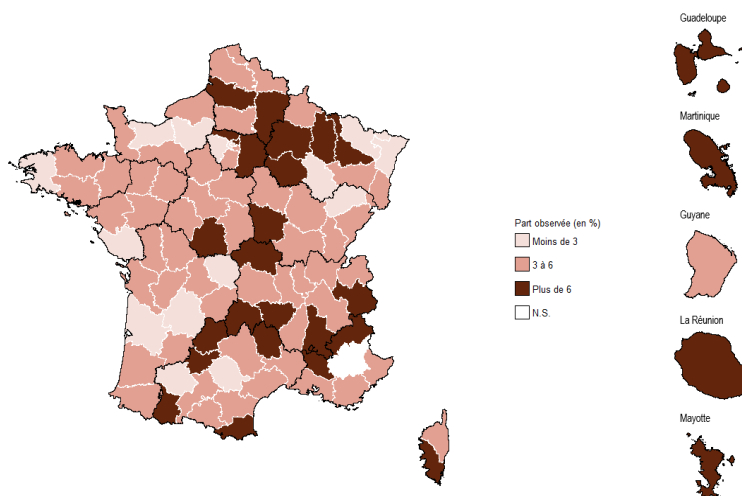 Guadeloupe
Martinique
Guyane
La Réunion
Mayotte
Part observée (en %)
Moins de 3
3 à 6
Plus de 6
N.S.